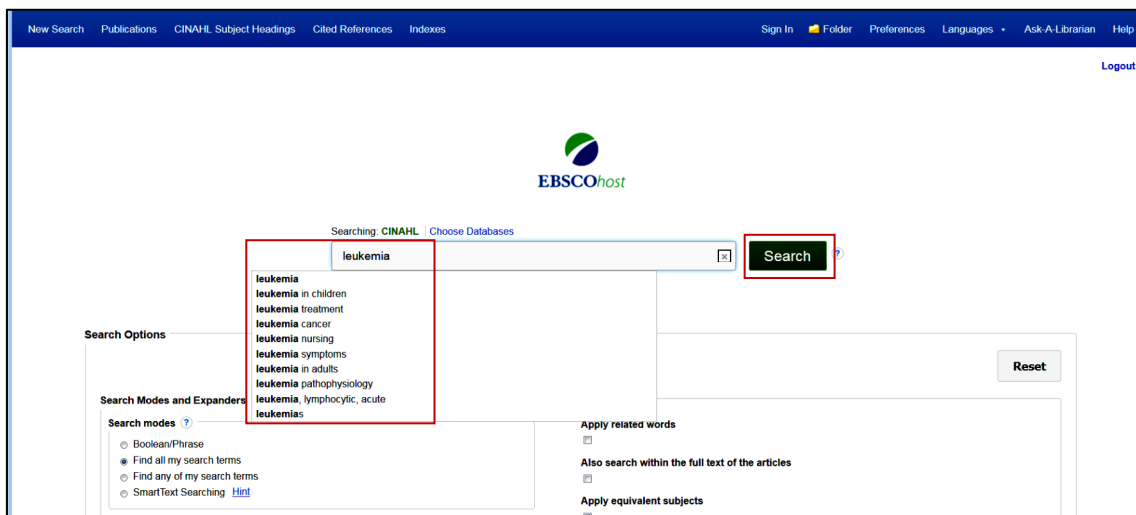 New Search Publications CINAHL Subject Headings Cited References Indexes Sign In Folder Preferences Languages Ask-A-Librarian Help
Logout
EBSCOhost
Searching: CINAHL Choose Databases
leukemia
Search ?
leukemia
leukemia in children
leukemia treatment
leukemia cancer
leukemia nursing
leukemia symptoms
leukemia in adults
leukemia pathophysiology
leukemia, lymphocytic, acute
leukemias
Search Options
Reset
Search Modes and Expanders
Search modes ?
Boolean/Phrase
Find all my search terms
Find any of my search terms
SmartText Searching Hint
Apply related words
Also search within the full text of the articles
Apply equivalent subjects